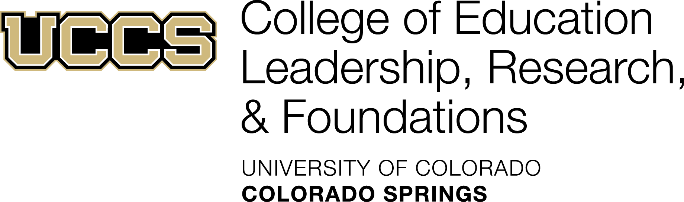 UCCS
College of Education
Leadership, Research,
& Foundations
UNIVERSITY OF COLORADO
COLORADO SPRINGS